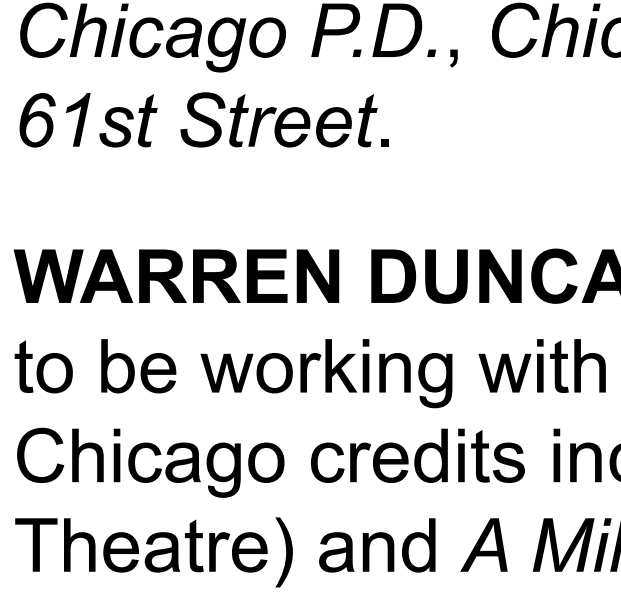 Chicago P.D., Chic
61st Street.
WARREN DUNCA
to be working with
Chicago credits inc
Theatre) and A Mil